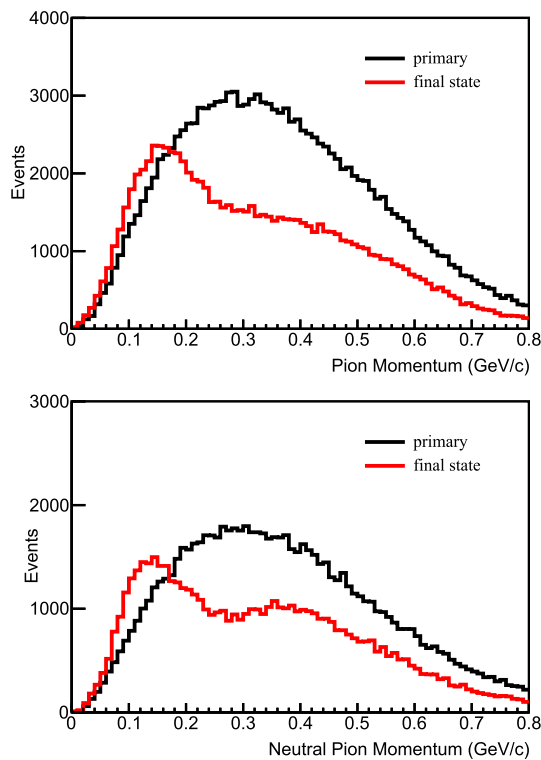 4000
primary
final state
3000
2000
1000
0
Events
0 0.1 0.2 0.3 0.4 0.5 0.6 0.7 0.8
Pion Momentum (GeV/c)
3000
primary
final state
2000
1000
0
Events
0 0.1 0.2 0.3 0.4 0.5 0.6 0.7 0.8
Neutral Pion Momentum (GeV/c)